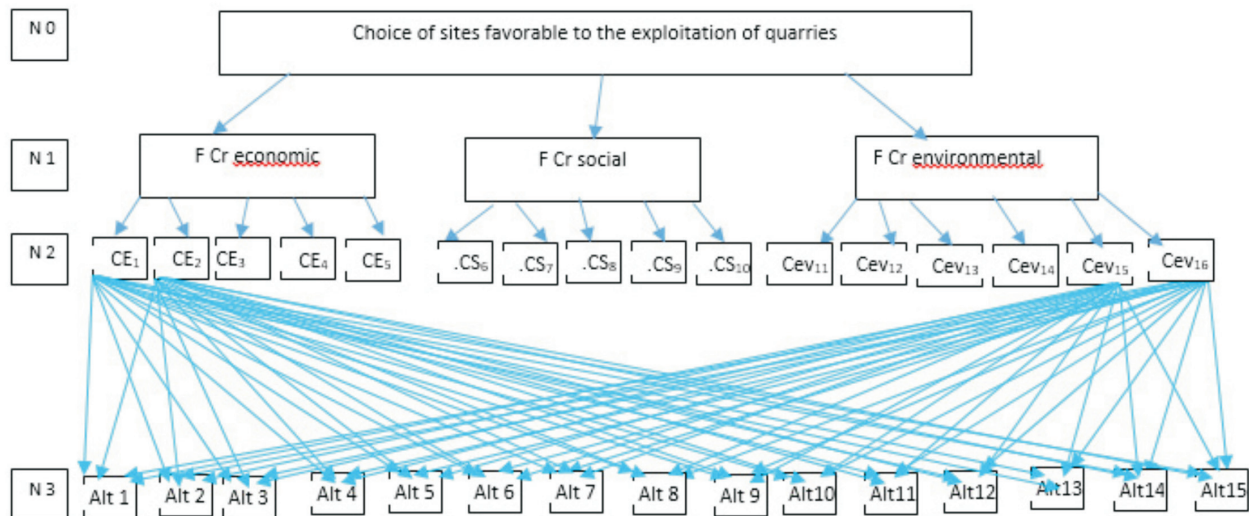 N 0
Choice of sites favorable to the exploitation of quarries
N 1
F Cr economic
F Cr social
F Cr environmental
N 2
CE₁
CE₂
CE₃
CE₄
CE₅
.CS₆
.CS₇
.CS₈
.CS₉
.CS₁₀
Cev₁₁
Cev₁₂
Cev₁₃
Cev₁₄
Cev₁₅
Cev₁₆
N 3
Alt 1
Alt 2
Alt 3
Alt 4
Alt 5
Alt 6
Alt 7
Alt 8
Alt 9
Alt10
Alt11
Alt12
Alt13
Alt14
Alt15